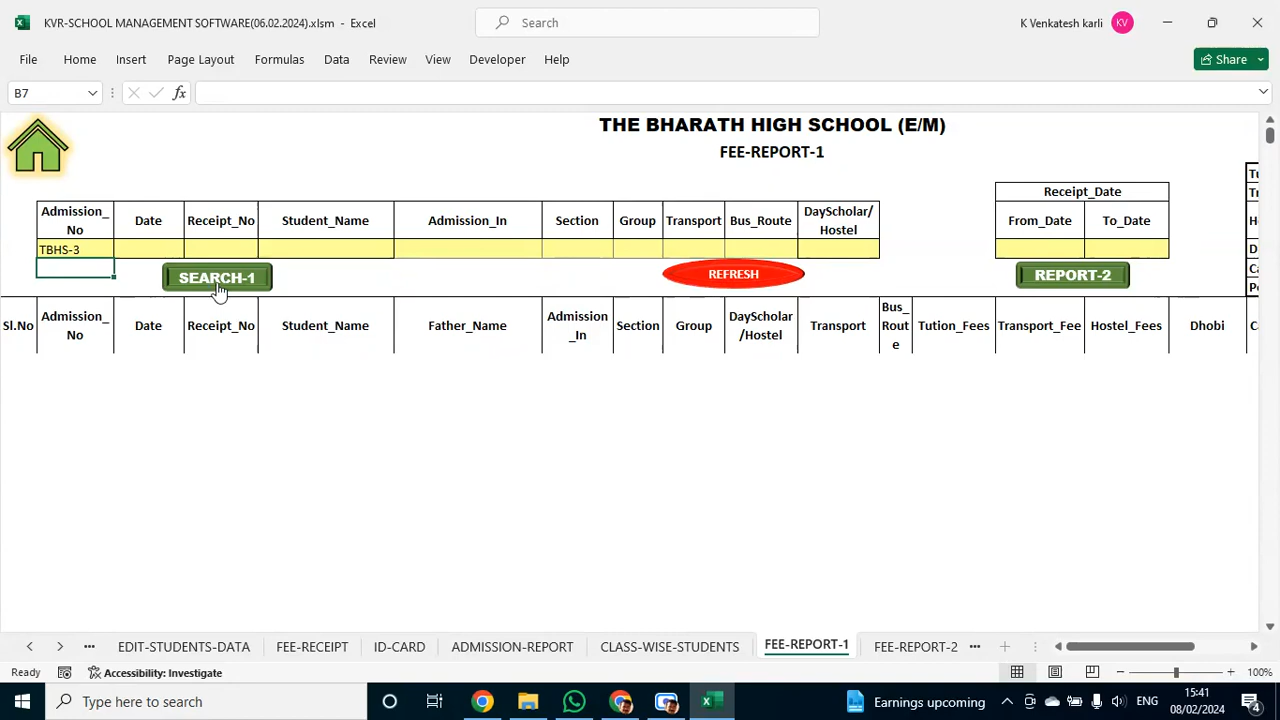 KVR-SCHOOL MANAGEMENT SOFTWARE(06.02.2024).xlsm - Excel
Search
K Venkatesh karli
KV
File Home Insert Page Layout Formulas Data Review View Developer Help
Share
B7
fx
THE BHARATH HIGH SCHOOL (E/M)
FEE-REPORT-1
Receipt_Date
Admission_
No
Date
Receipt_No
Student_Name
Admission_In
Section
Group
Transport
Bus_Route
DayScholar/
Hostel
From_Date
To_Date
TBHS-3
SEARCH-1
REFRESH
REPORT-2
Sl.No
Admission_
No
Date
Receipt_No
Student_Name
Father_Name
Admission
_In
Section
Group
DayScholar
/Hostel
Transport
Bus_
Rout
e
Tution_Fees
Transport_Fee
Hostel_Fees
Dhobi
EDIT-STUDENTS-DATA FEE-RECEIPT ID-CARD ADMISSION-REPORT CLASS-WISE-STUDENTS FEE-REPORT-1 FEE-REPORT-2
Ready
Accessibility: Investigate
100%
Type here to search
Earnings upcoming
ENG
15:41
08/02/2024
4